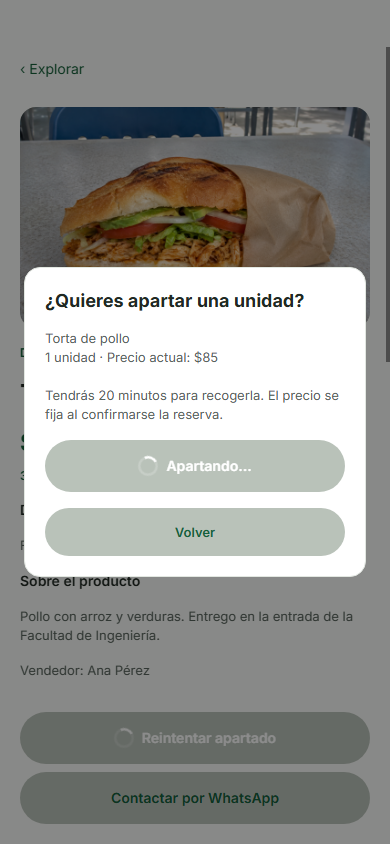 ‹ Explorar
¿Quieres apartar una unidad?
Torta de pollo
1 unidad · Precio actual: $85
Tendrás 20 minutos para recogerla. El precio se
fija al confirmarse la reserva.
Apartando...
Volver
Sobre el producto
Pollo con arroz y verduras. Entrego en la entrada de la
Facultad de Ingeniería.
Vendedor: Ana Pérez
Reintentar apartado
Contactar por WhatsApp